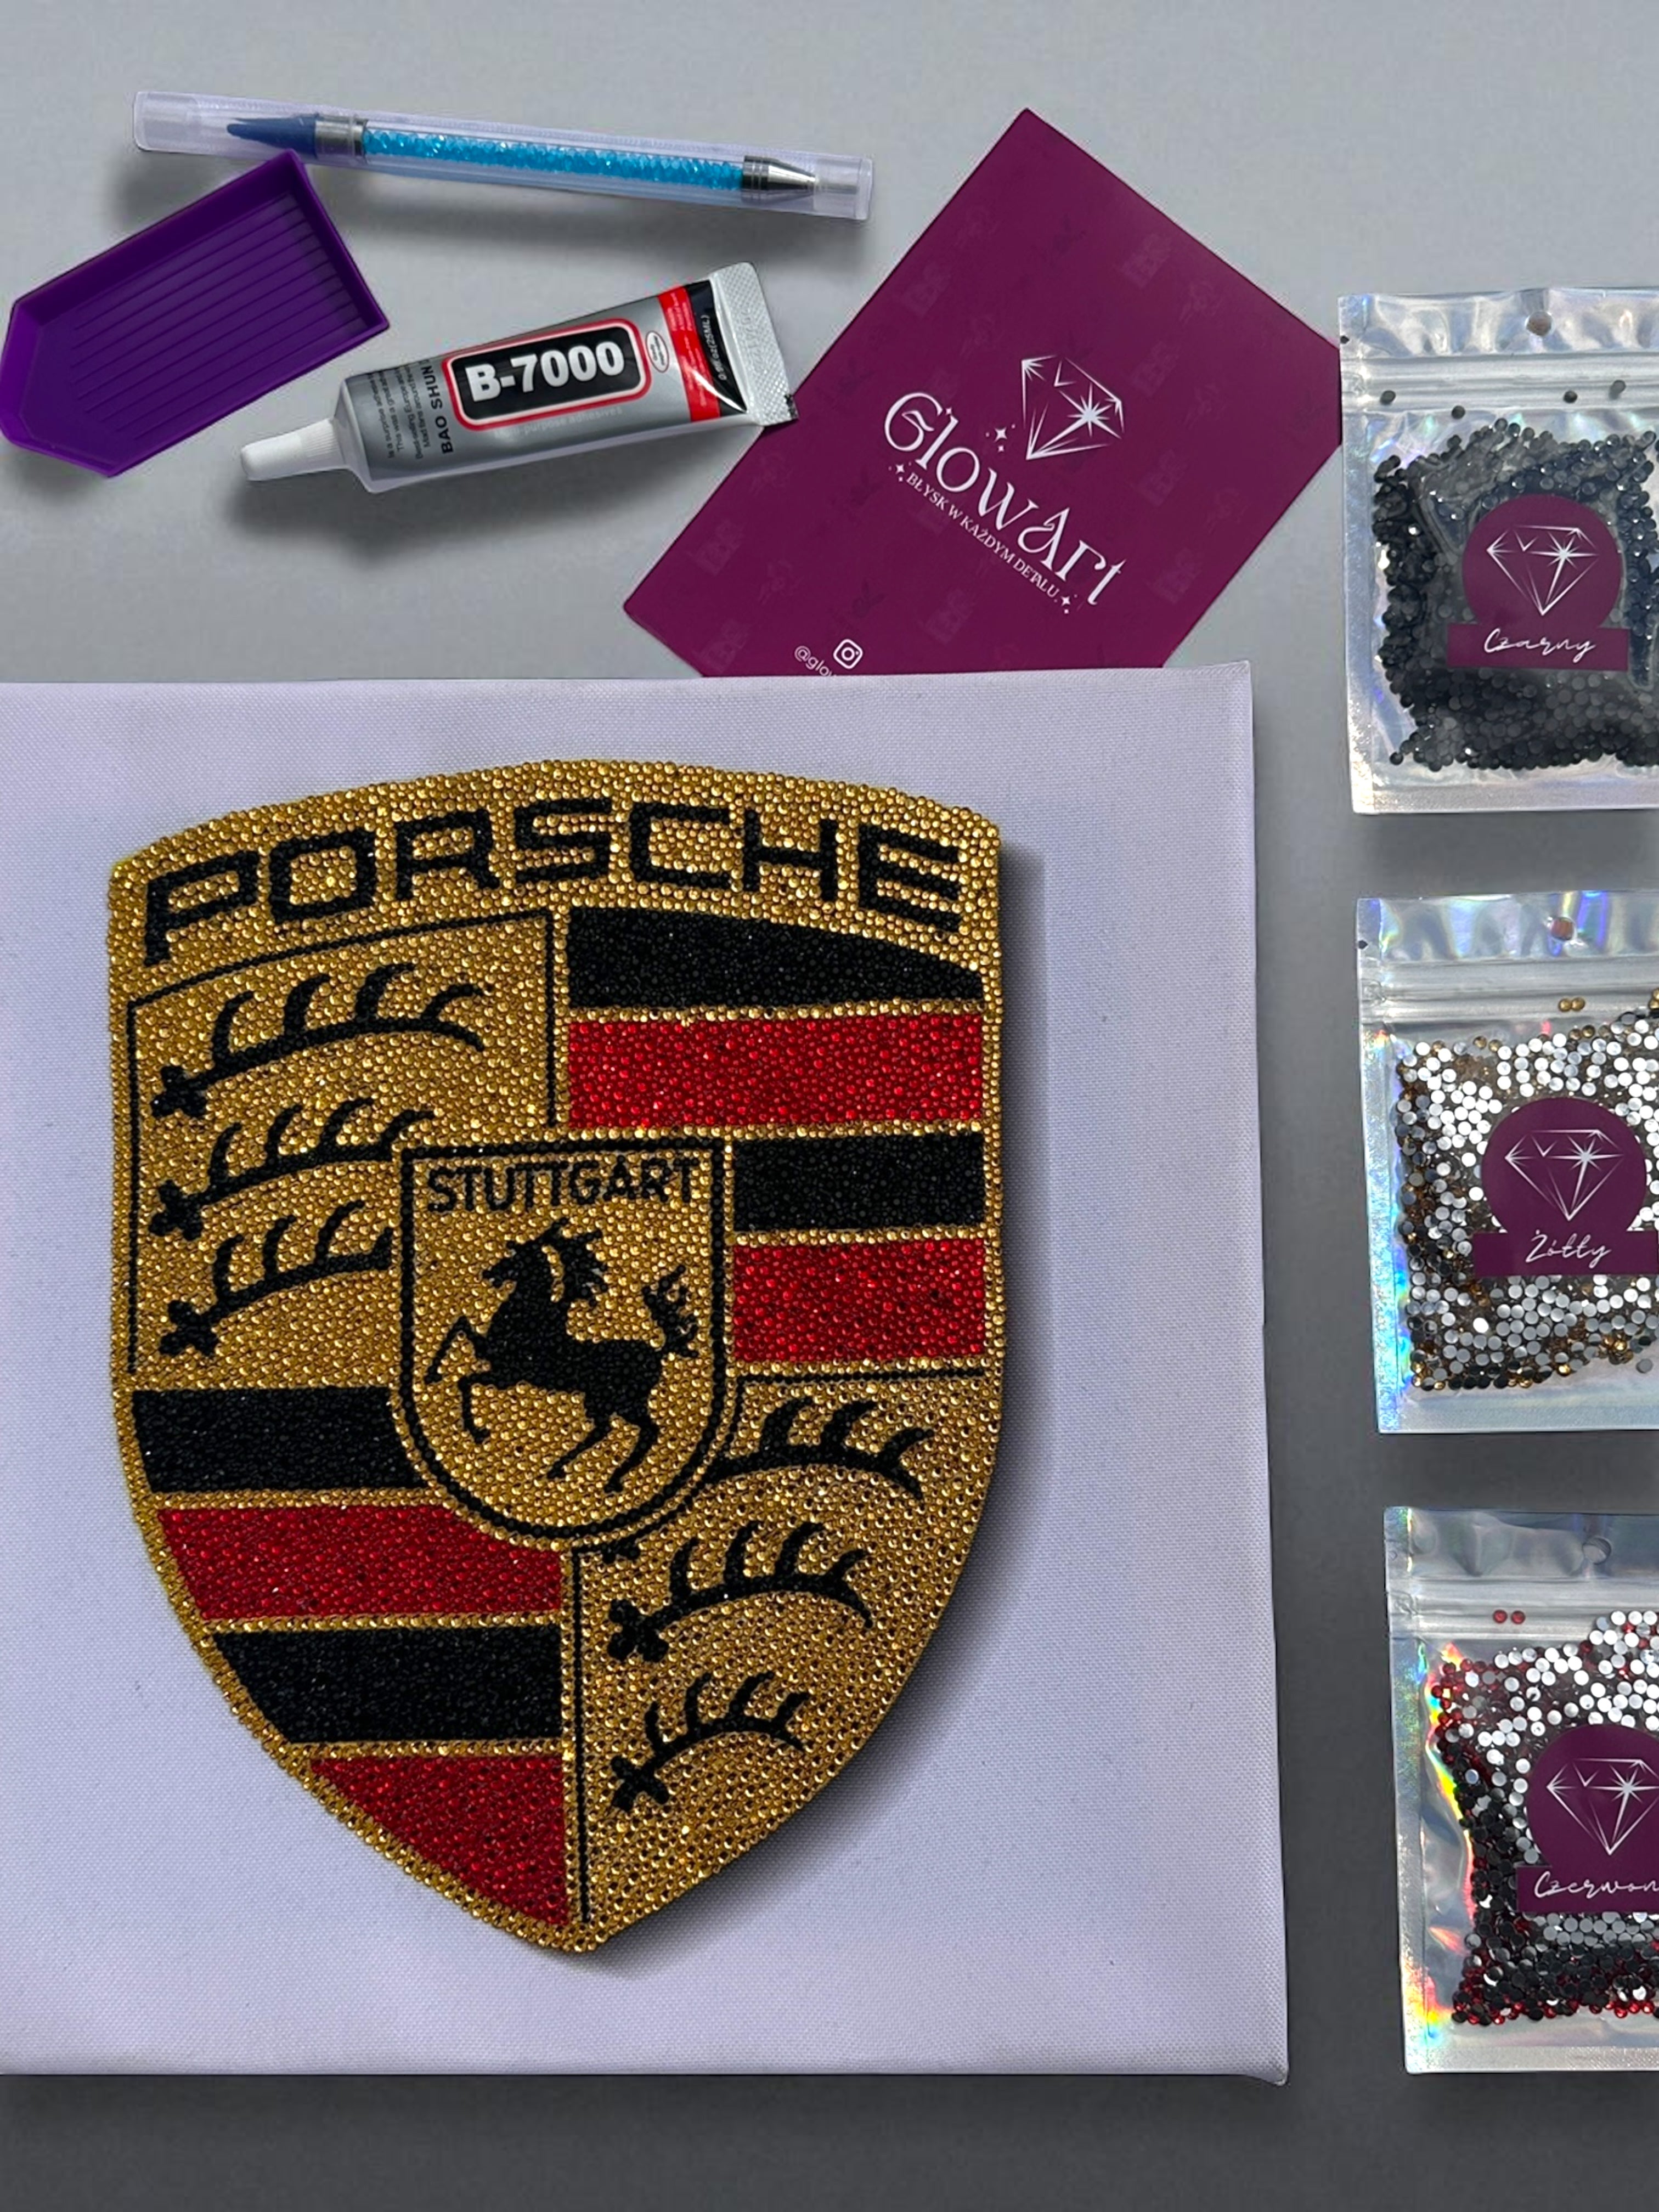 B-7000
BAO SHUN
Glowart
BŁYSK W KAŻDYM DETALU
Czarny
PORSCHE
STUTTGART
Żółty